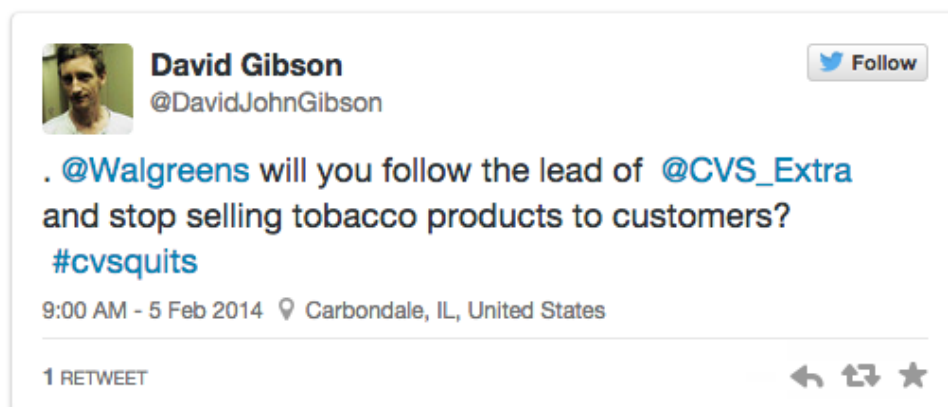 David Gibson
@DavidJohnGibson
Follow
. @Walgreens will you follow the lead of @CVS_Extra
and stop selling tobacco products to customers?
#cvsquits
9:00 AM - 5 Feb 2014 Carbondale, IL, United States
1 RETWEET